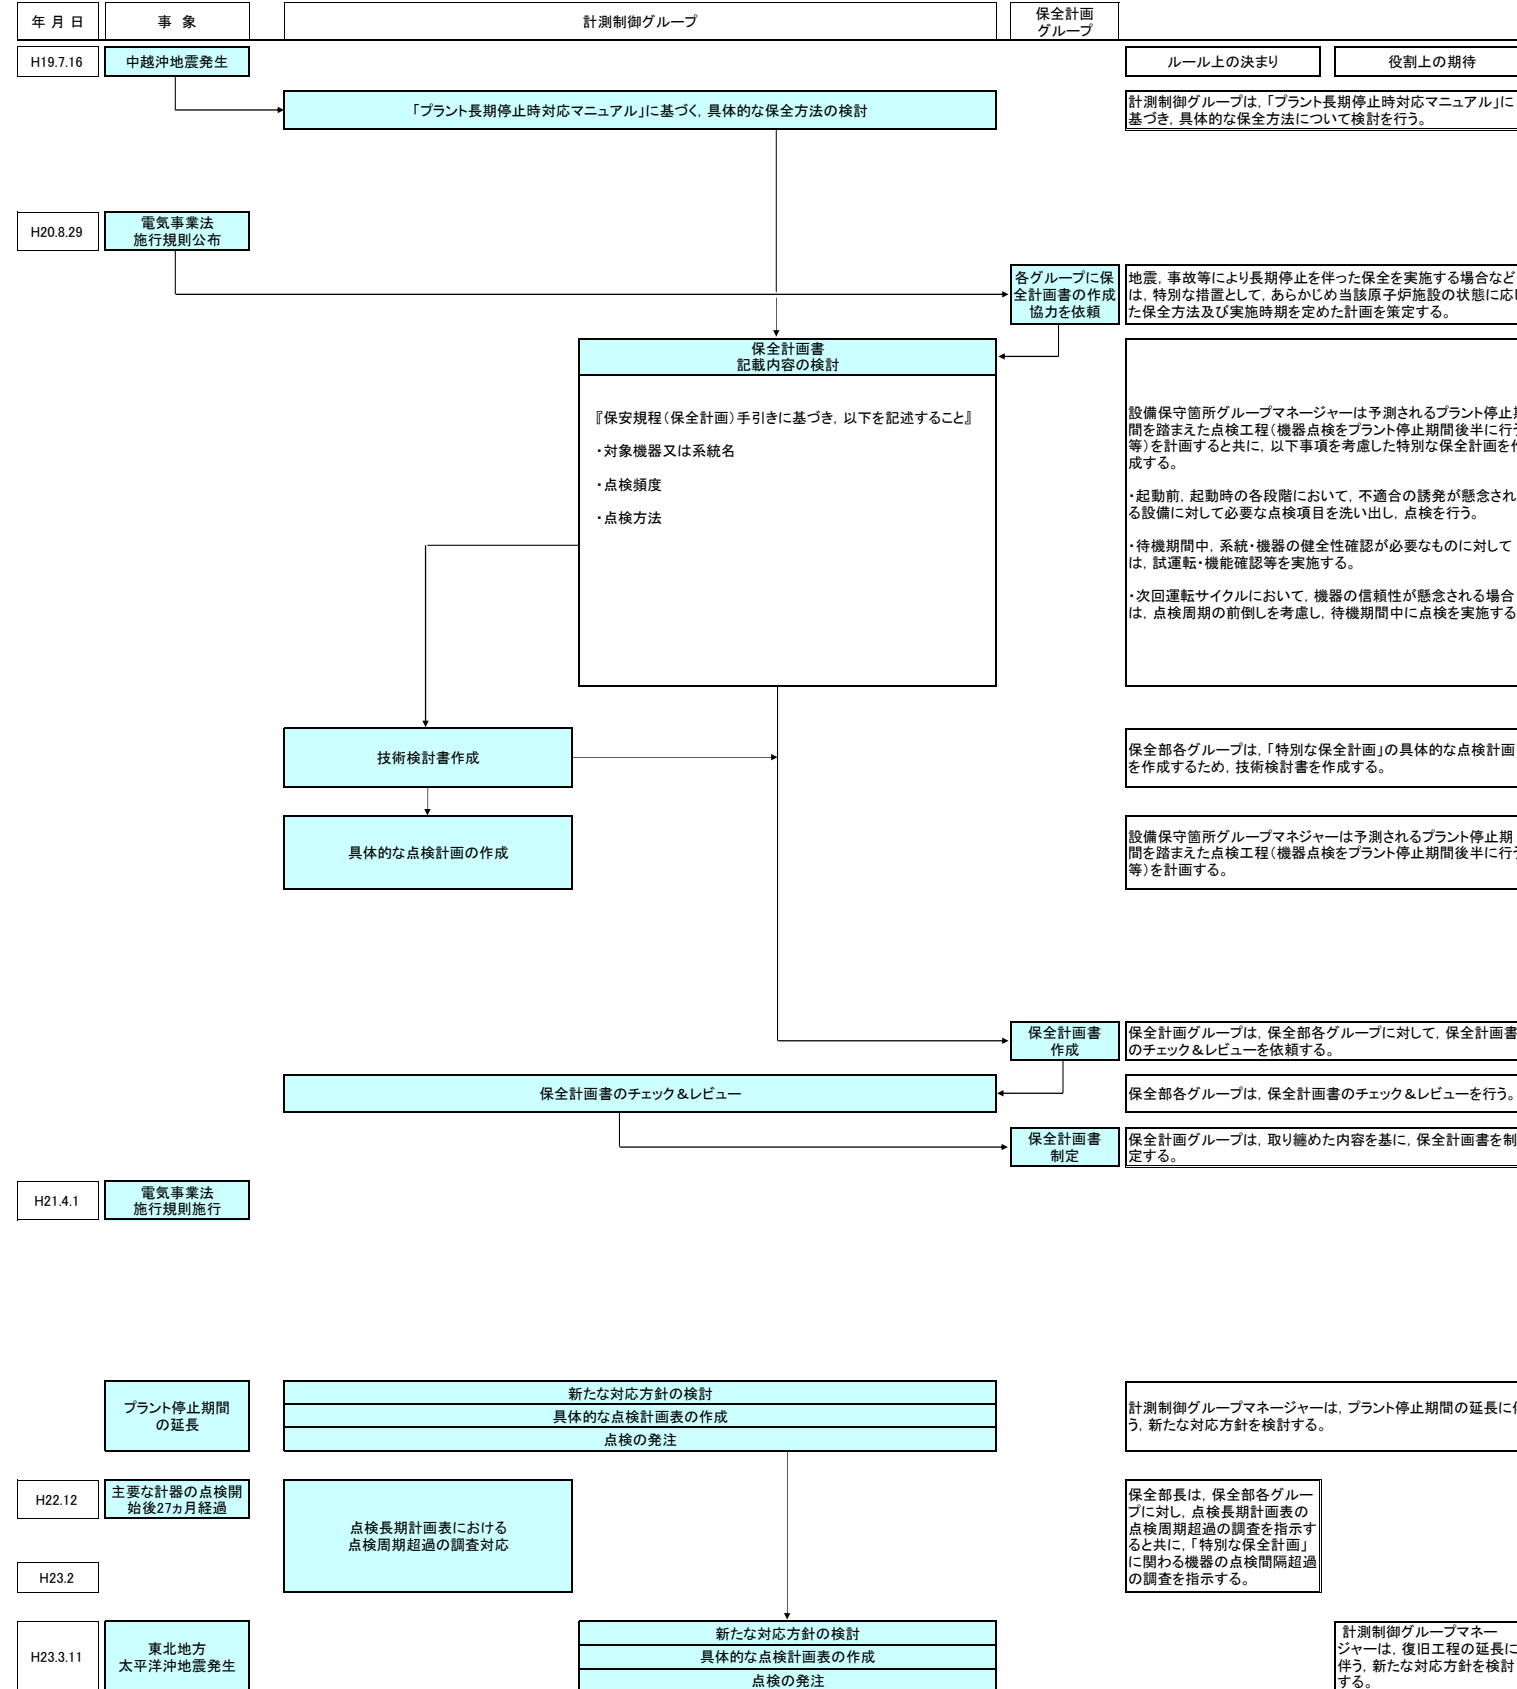 年 月 日
事 象
計測制御グループ
保全計画
グループ
H19.7.16
中越沖地震発生
ルール上の決まり
役割上の期待
「プラント長期停止時対応マニュアル」に基づく，具体的な保全方法の検討
計測制御グループは，「プラント長期停止時対応マニュアル」に
基づき，具体的な保全方法について検討を行う。
H20.8.29
電気事業法
施行規則公布
各グループに保
全計画書の作成
協力を依頼
地震，事故等により長期停止を伴った保全を実施する場合など
は，特別な措置として，あらかじめ当該原子炉施設の状態に応じ
た保全方法及び実施時期を定めた計画を策定する。
保全計画書
記載内容の検討
『保安規程（保全計画）手引きに基づき，以下を記述すること』
・対象機器又は系統名
・点検頻度
・点検方法
設備保守箇所グループマネージャーは予測されるプラント停止期
間を踏まえた点検工程（機器点検をプラント停止期間後半に行う
等）を計画すると共に，以下事項を考慮した特別な保全計画を作
成する。
・起動前，起動時の各段階において，不適合の誘発が懸念され
る設備に対して必要な点検項目を洗い出し，点検を行う。
・待機期間中，系統・機器の健全性確認が必要なものに対して
は，試運転・機能確認等を実施する。
・次回運転サイクルにおいて，機器の信頼性が懸念される場合
は，点検周期の前倒しを考慮し，待機期間中に点検を実施する
技術検討書作成
保全部各グループは，「特別な保全計画」の具体的な点検計画
を作成するため，技術検討書を作成する。
具体的な点検計画の作成
設備保守箇所グループマネジャーは予測されるプラント停止期
間を踏まえた点検工程（機器点検をプラント停止期間後半に行う
等）を計画する。
保全計画書
作成
保全計画グループは，保全部各グループに対して，保全計画書
のチェック＆レビューを依頼する。
保全計画書のチェック＆レビュー
保全部各グループは，保全計画書のチェック＆レビューを行う。
保全計画書
制定
保全計画グループは，取り纏めた内容を基に，保全計画書を制
定する。
H21.4.1
電気事業法
施行規則施行
プラント停止期間
の延長
新たな対応方針の検討
具体的な点検計画表の作成
点検の発注
計測制御グループマネージャーは，プラント停止期間の延長に伴
う，新たな対応方針を検討する。
H22.12
主要な計器の点検開
始後27ヵ月経過
点検長期計画表における
点検周期超過の調査対応
保全部長は，保全部各グルー
プに対し，点検長期計画表の
点検周期超過の調査を指示す
ると共に，「特別な保全計画」
に関わる機器の点検間隔超過
の調査を指示する。
H23.2
H23.3.11
東北地方
太平洋沖地震発生
新たな対応方針の検討
具体的な点検計画表の作成
点検の発注
計測制御グループマネー
ジャーは，復旧工程の延長に
伴う，新たな対応方針を検討
する。